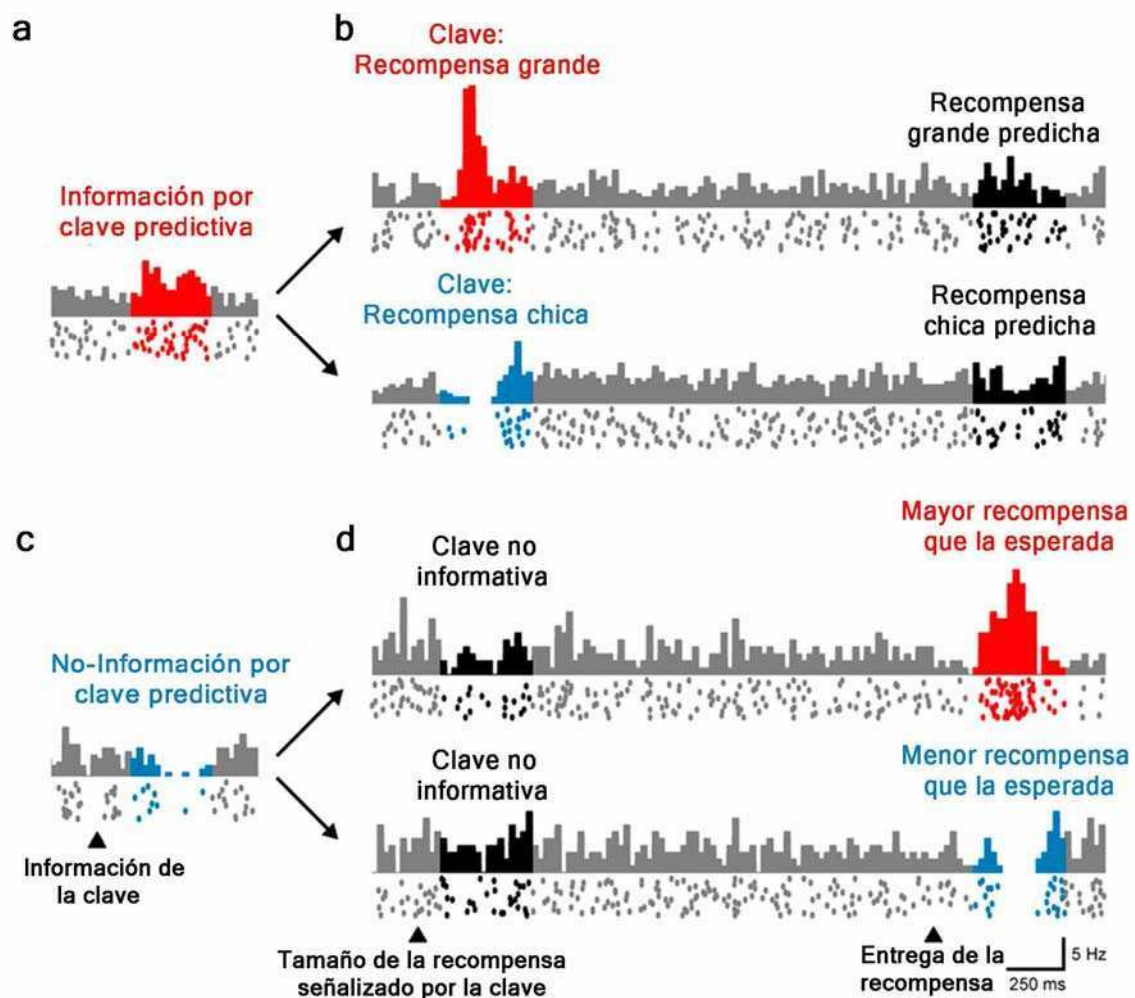 a
b
Clave:
Recompensa grande
Recompensa
grande predicha
Información por
clave predictiva
Clave:
Recompensa chica
Recompensa
chica predicha
c
d
Clave no
informativa
Mayor recompensa
que la esperada
No-Información por
clave predictiva
Clave no
informativa
Menor recompensa
que la esperada
Información de
la clave
Tamaño de la recompensa
señalizado por la clave
Entrega de la
recompensa
5 Hz
250 ms